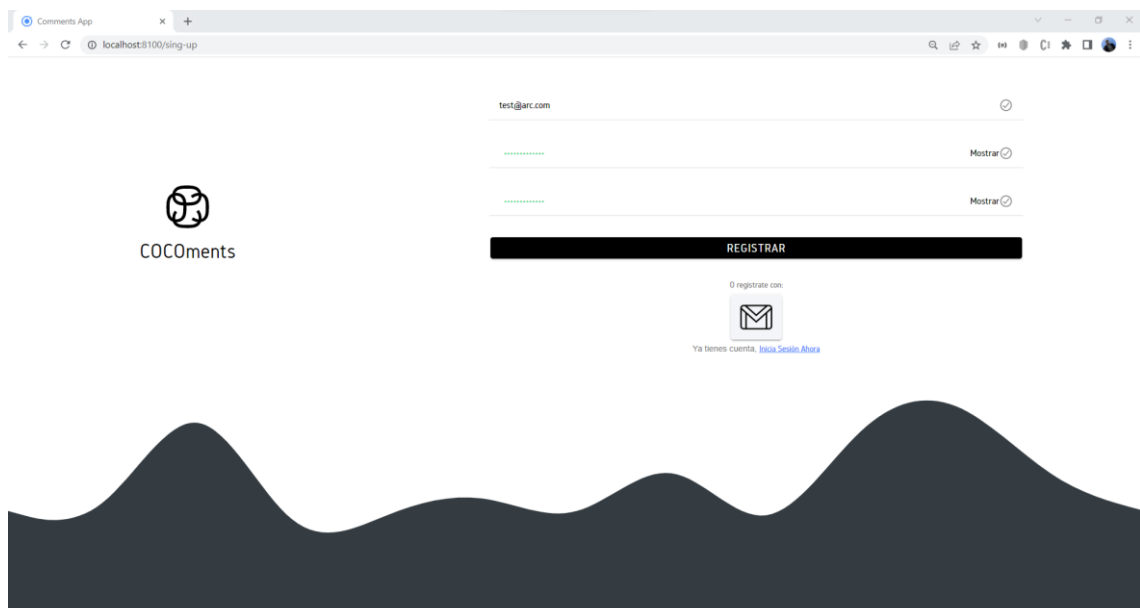 Comments App
localhost:8100/sing-up
test@arc.com
Mostrar
Mostrar
COCOments
REGISTRAR
O registrate con:
Ya tienes cuenta, Inicia Sesión Ahora